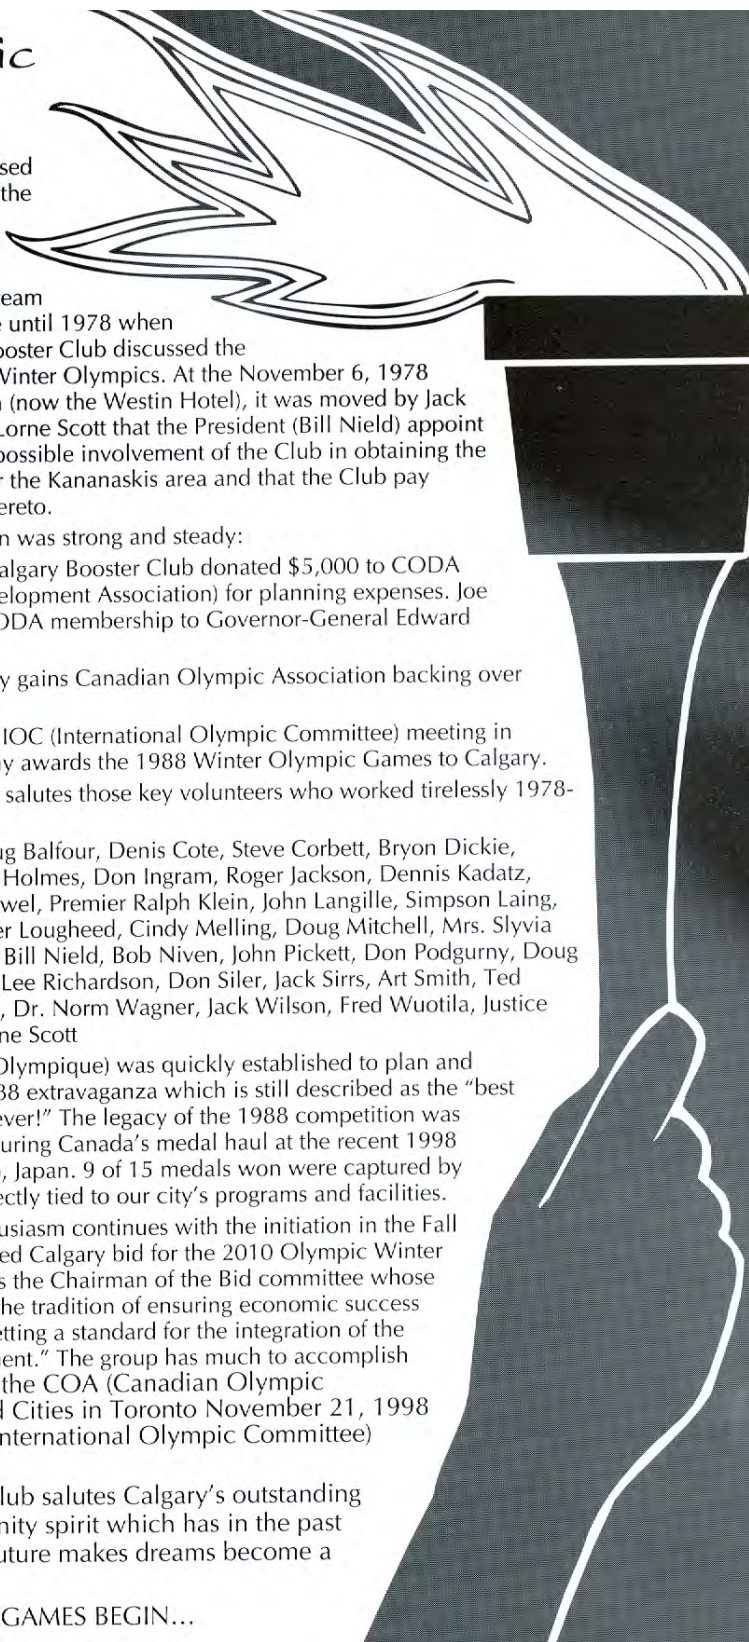 ic
sed
the
ream
e until 1978 when
ooster Club discussed the
Winter Olympics. At the November 6, 1978
n (now the Westin Hotel), it was moved by Jack
Lorne Scott that the President (Bill Nield) appoint
possible involvement of the Club in obtaining the
r the Kananaskis area and that the Club pay
ereto.
n was strong and steady:
algary Booster Club donated $5,000 to CODA
elopment Association) for planning expenses. Joe
ODA membership to Governor-General Edward
y gains Canadian Olympic Association backing over
IOC (International Olympic Committee) meeting in
ny awards the 1988 Winter Olympic Games to Calgary.
salutes those key volunteers who worked tirelessly 1978-
ug Balfour, Denis Cote, Steve Corbett, Bryon Dickie,
Holmes, Don Ingram, Roger Jackson, Dennis Kadatz,
wel, Premier Ralph Klein, John Langille, Simpson Laing,
er Lougheed, Cindy Melling, Doug Mitchell, Mrs. Slyvia
Bill Nield, Bob Niven, John Pickett, Don Podgurny, Doug
Lee Richardson, Don Siler, Jack Sirrs, Art Smith, Ted
, Dr. Norm Wagner, Jack Wilson, Fred Wuotila, Justice
ne Scott
Olympique) was quickly established to plan and
88 extravaganza which is still described as the "best
ever!" The legacy of the 1988 competition was
uring Canada's medal haul at the recent 1998
, Japan. 9 of 15 medals won were captured by
ectly tied to our city's programs and facilities.
usiasm continues with the initiation in the Fall
ed Calgary bid for the 2010 Olympic Winter
s the Chairman of the Bid committee whose
he tradition of ensuring economic success
etting a standard for the integration of the
ent." The group has much to accomplish
the COA (Canadian Olympic
d Cities in Toronto November 21, 1998
nternational Olympic Committee)
lub salutes Calgary's outstanding
nity spirit which has in the past
uture makes dreams become a
GAMES BEGIN...